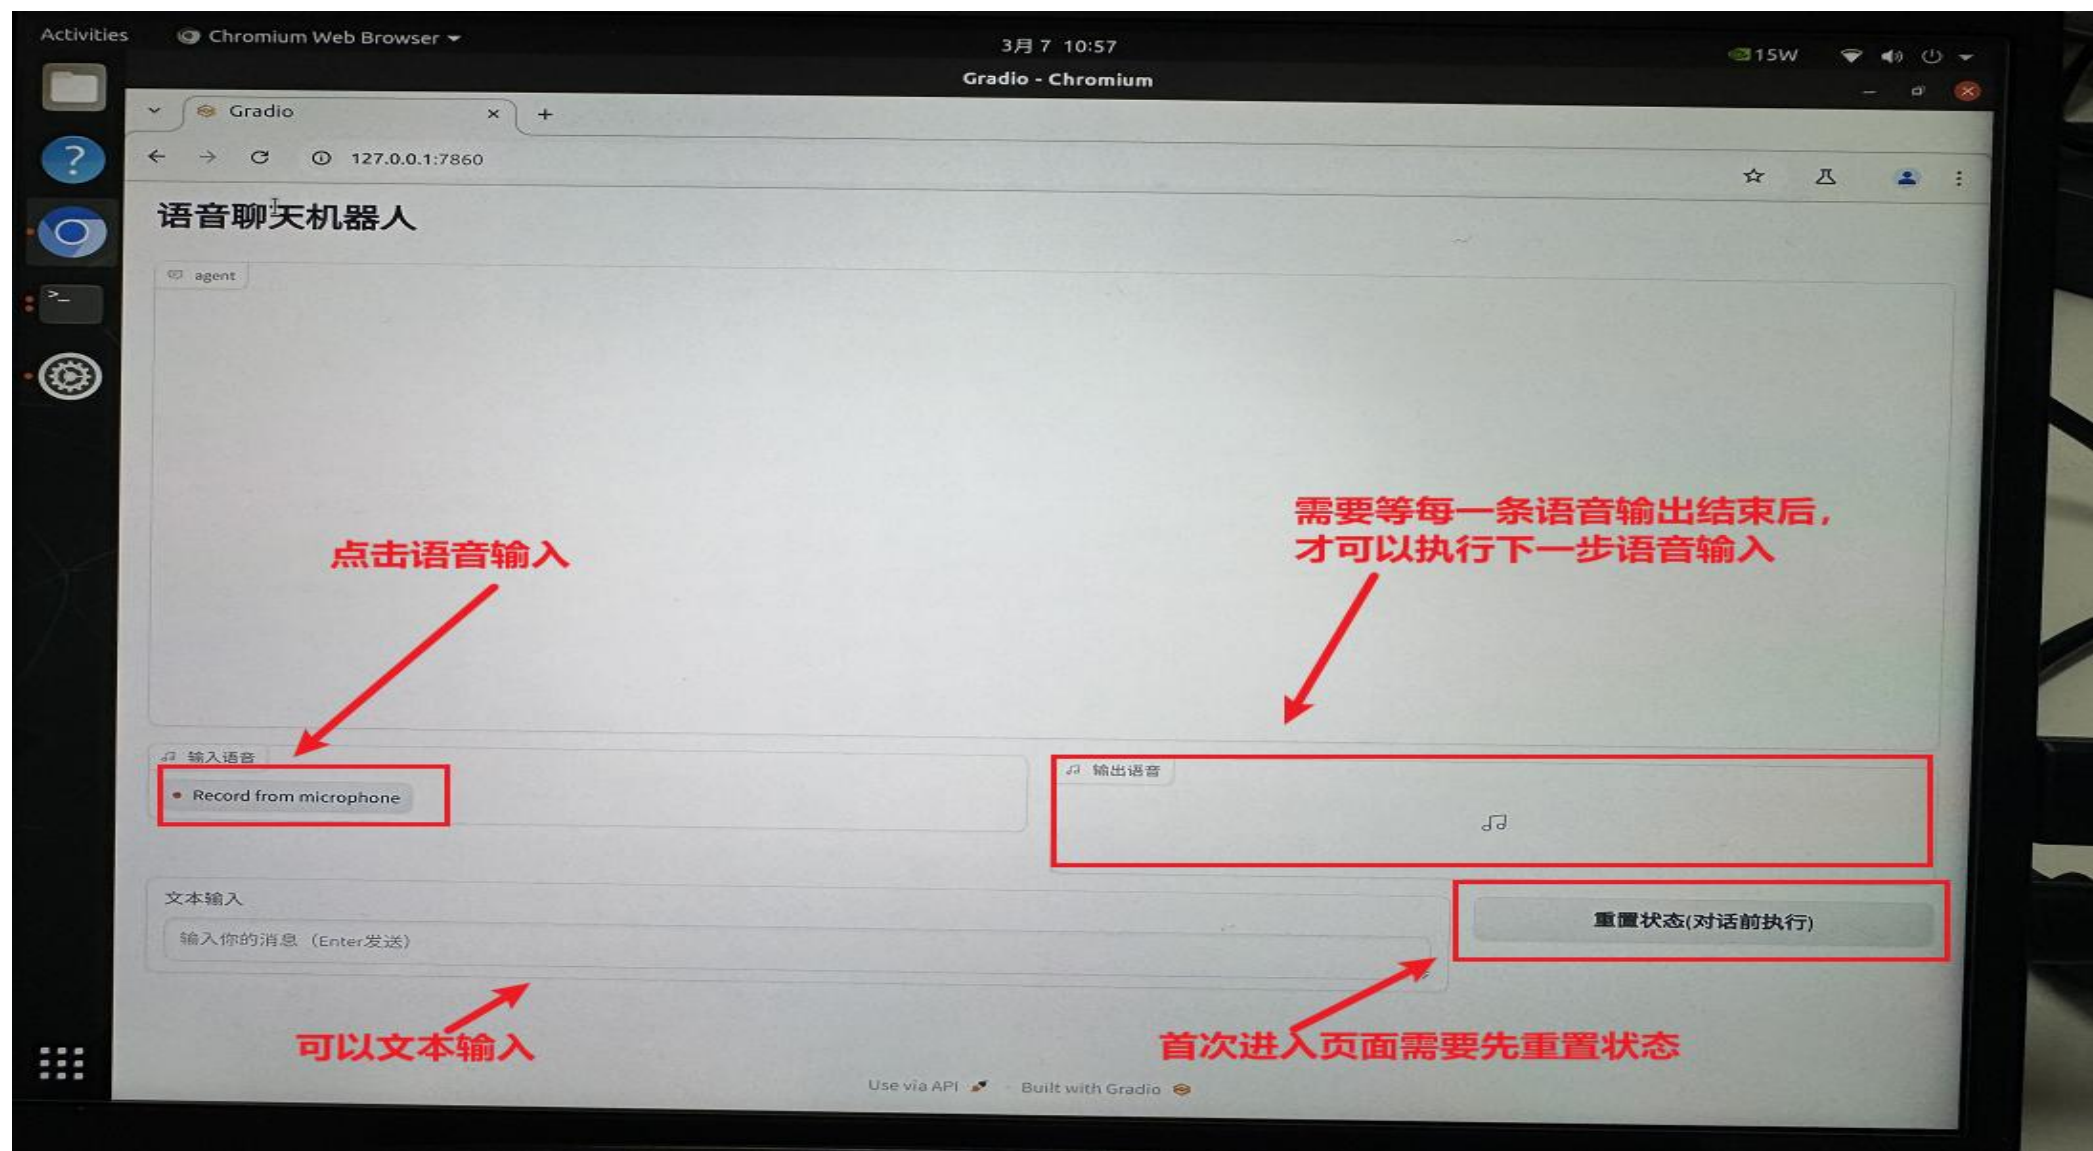 Activities
Chromium Web Browser
3月 7 10:57
15W
Gradio - Chromium
Gradio
127.0.0.1:7860
语音聊天机器人
agent
需要等每一条语音输出结束后，
才可以执行下一步语音输入
点击语音输入
输入语音
Record from microphone
输出语音
文本输入
输入你的消息（Enter发送）
重置状态(对话前执行)
可以文本输入
首次进入页面需要先重置状态
Use via API
Built with Gradio